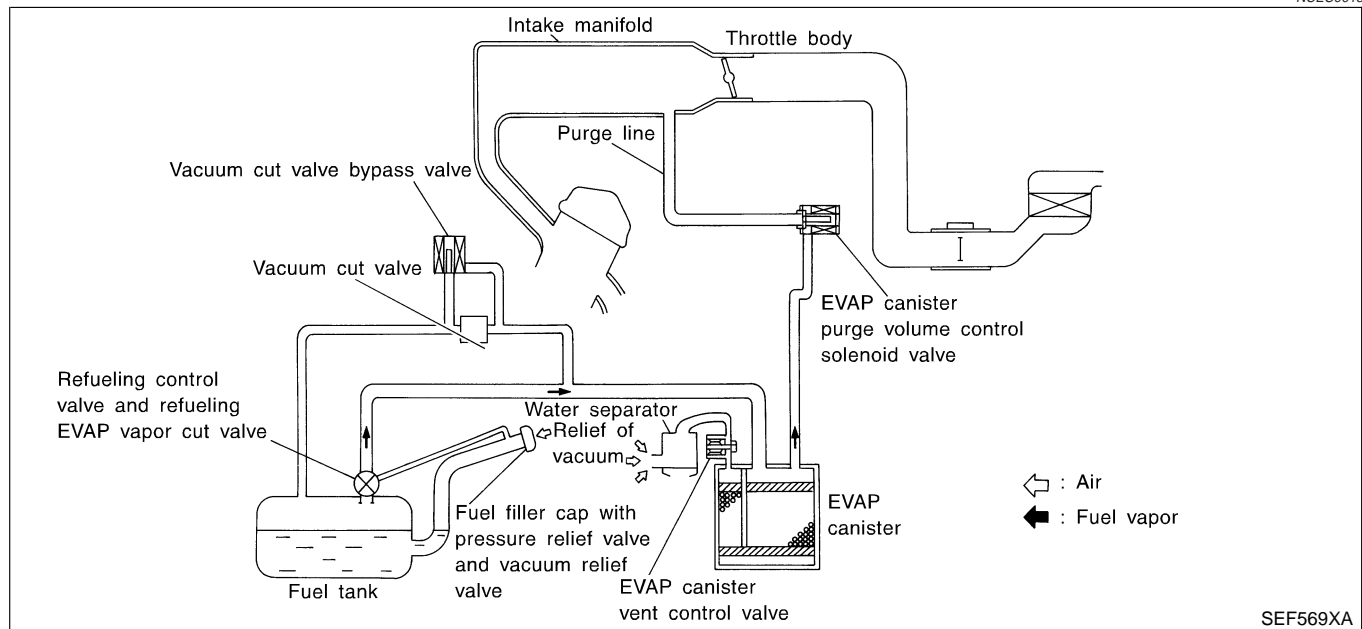 Intake manifold
Throttle body
Purge line
Vacuum cut valve bypass valve
Vacuum cut valve
EVAP canister
purge volume control
solenoid valve
Refueling control
valve and refueling
EVAP vapor cut valve
Water separator
Relief of
vacuum
: Air
: Fuel vapor
EVAP
canister
Fuel filler cap with
pressure relief valve
and vacuum relief
valve
Fuel tank
EVAP canister
vent control valve
SEF569XA